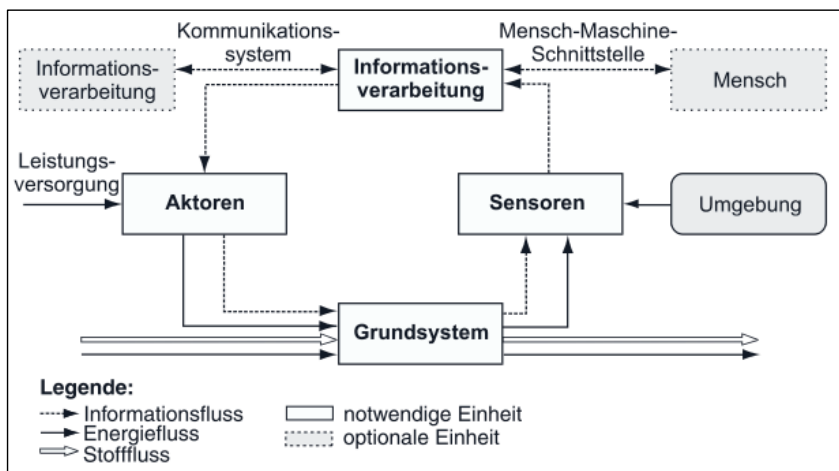 Kommunikations-
system
Mensch-Maschine-
Schnittstelle
Informations-
verarbeitung
Informations-
verarbeitung
Mensch
Leistungs-
versorgung
Aktoren
Sensoren
Umgebung
Grundsystem
Legende:
Informationsfluss
Energiefluss
Stofffluss
notwendige Einheit
optionale Einheit